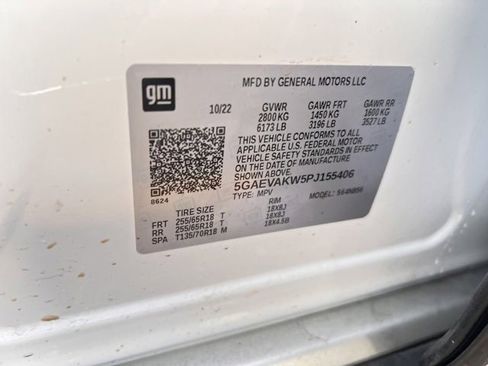 gm
MFD BY GENERAL MOTORS LLC
10/22 GVWR GAWR FRT GAWR RR
2800 KG 1450 KG 1600 KG
6173 LB 3196 LB 3527 LB
THIS VEHICLE CONFORMS TO ALL
APPLICABLE U.S. FEDERAL MOTOR
VEHICLE SAFETY STANDARDS IN EFFECT
ON THE DATE OF MANUFACTURE
SHOWN ABOVE.
5GAEVAKW5PJ155406
8624 TYPE: MPV MODEL:
TIRE SIZE RIM
FRT 255/65R18 T 18X8J
RR 255/65R18 T 18X8J
SPA T135/70R18 M 18X4.5B